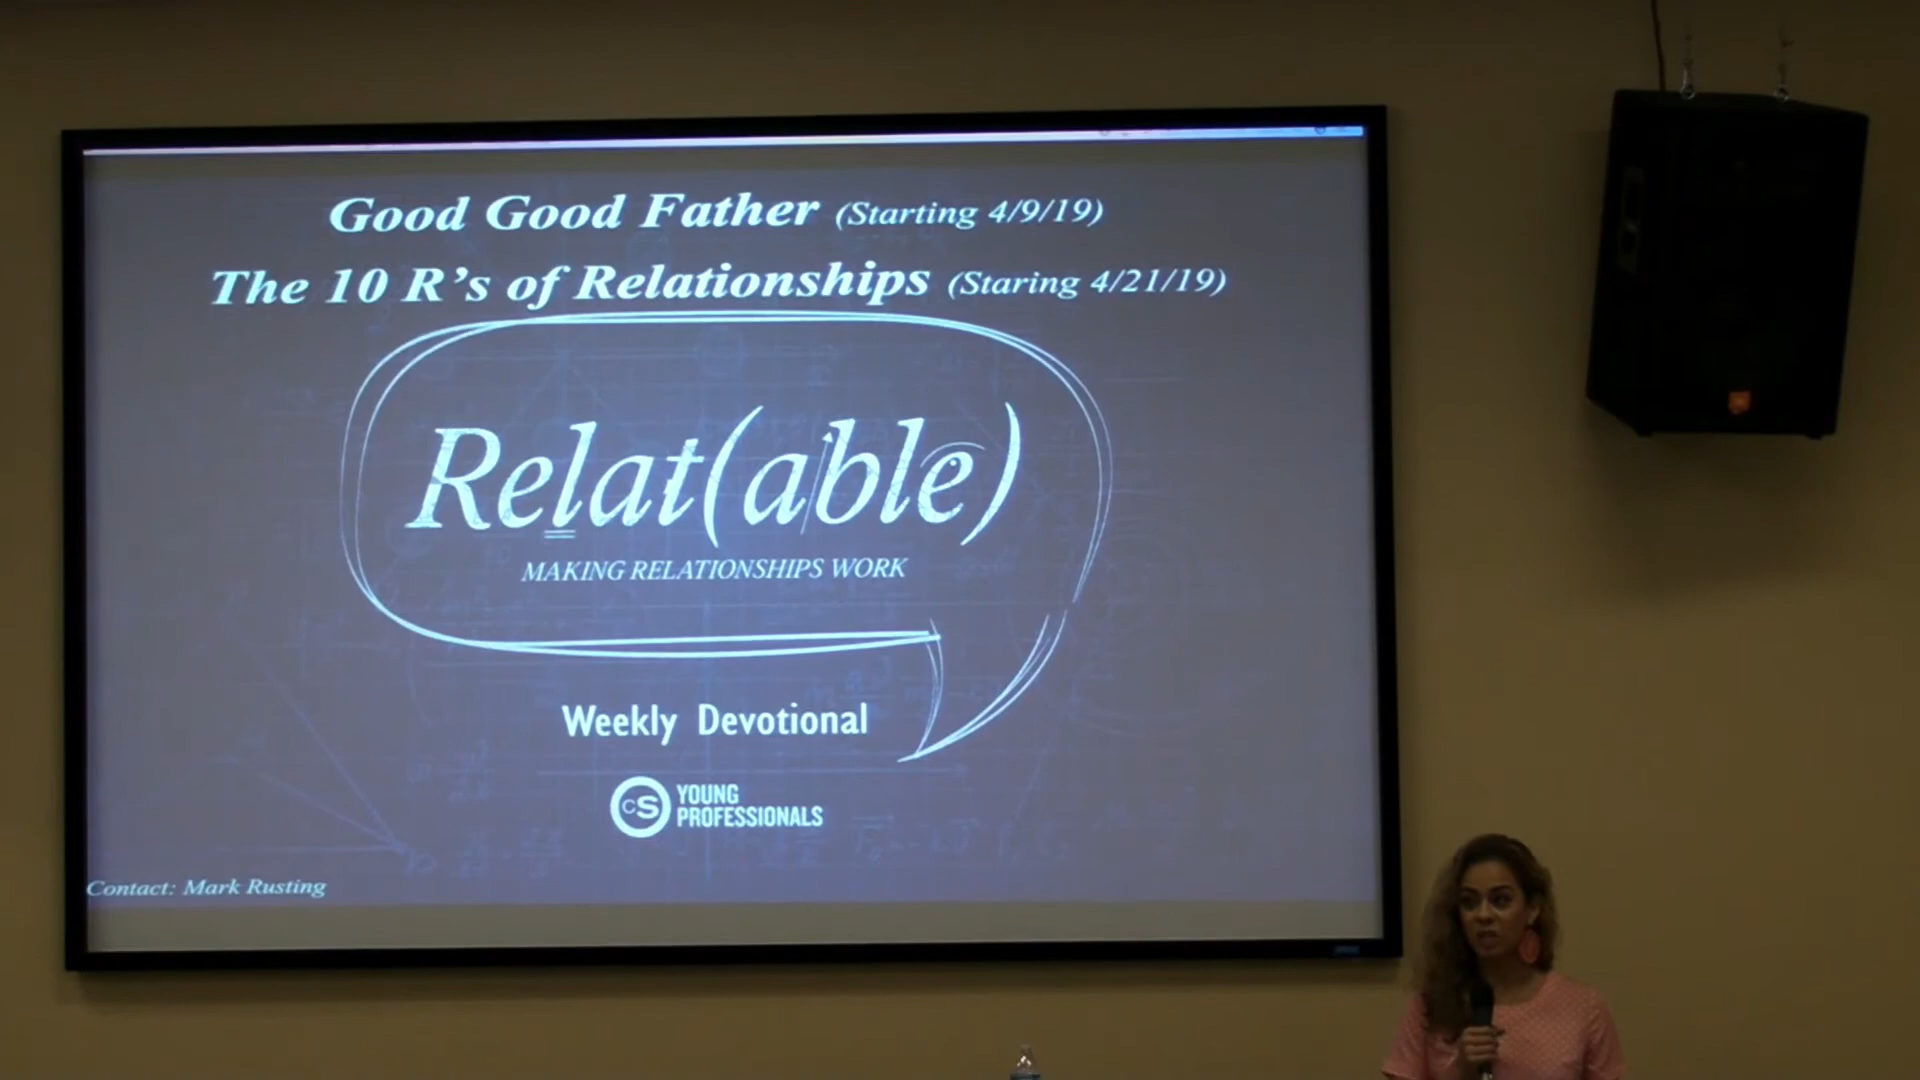 Good Good Father (Starting 4/9/19)
The 10 R's of Relationships (Staring 4/21/19)
Relat(able)
MAKING RELATIONSHIPS WORK
Weekly Devotional
CS YOUNG
PROFESSIONALS
Contact: Mark Rusting